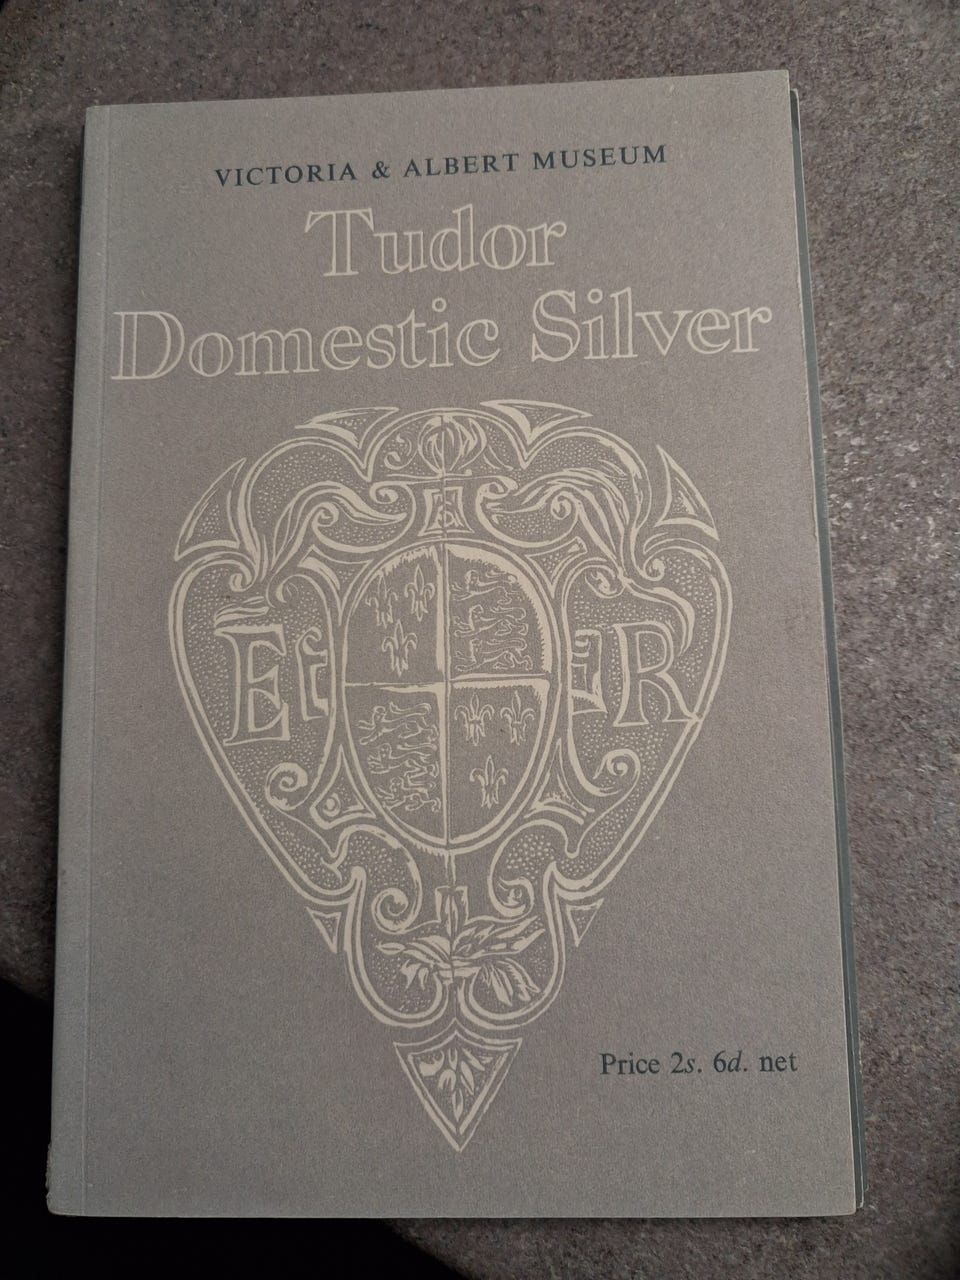 VICTORIA & ALBERT MUSEUM
Tudor
Domestic Silver
E R
Price 2s. 6d. net